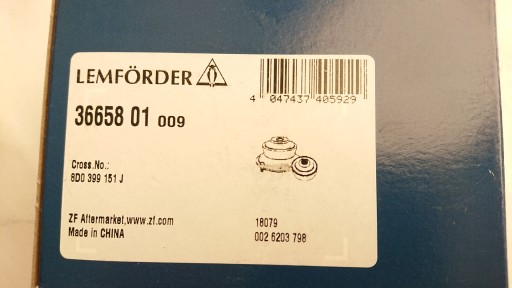 LEMFÖRDER
4 047437 405929
36658 01 009
Cross.No.:
8D0 399 151 J
ZF Aftermarket,www.zf.com
Made in CHINA
18079
002 6203 798